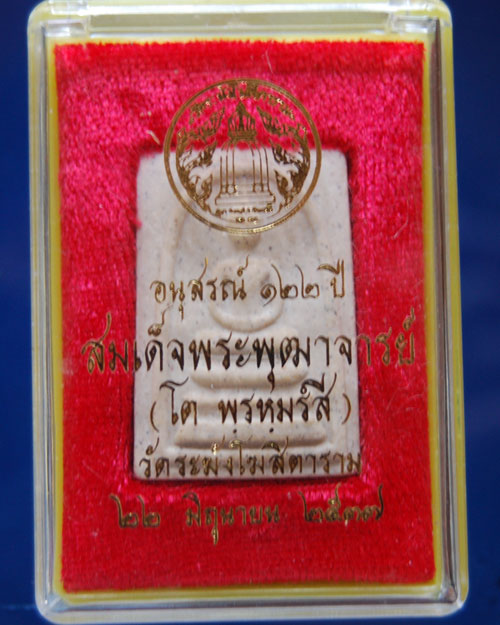 อนุสรณ์ ๑๒๒ ปี
สมเด็จพระพุฒาจารย์
(โต พฺรหฺมรํสี)
วัดระฆังโฆสิตาราม
๒๒ มิถุนายน ๒๕๓๗